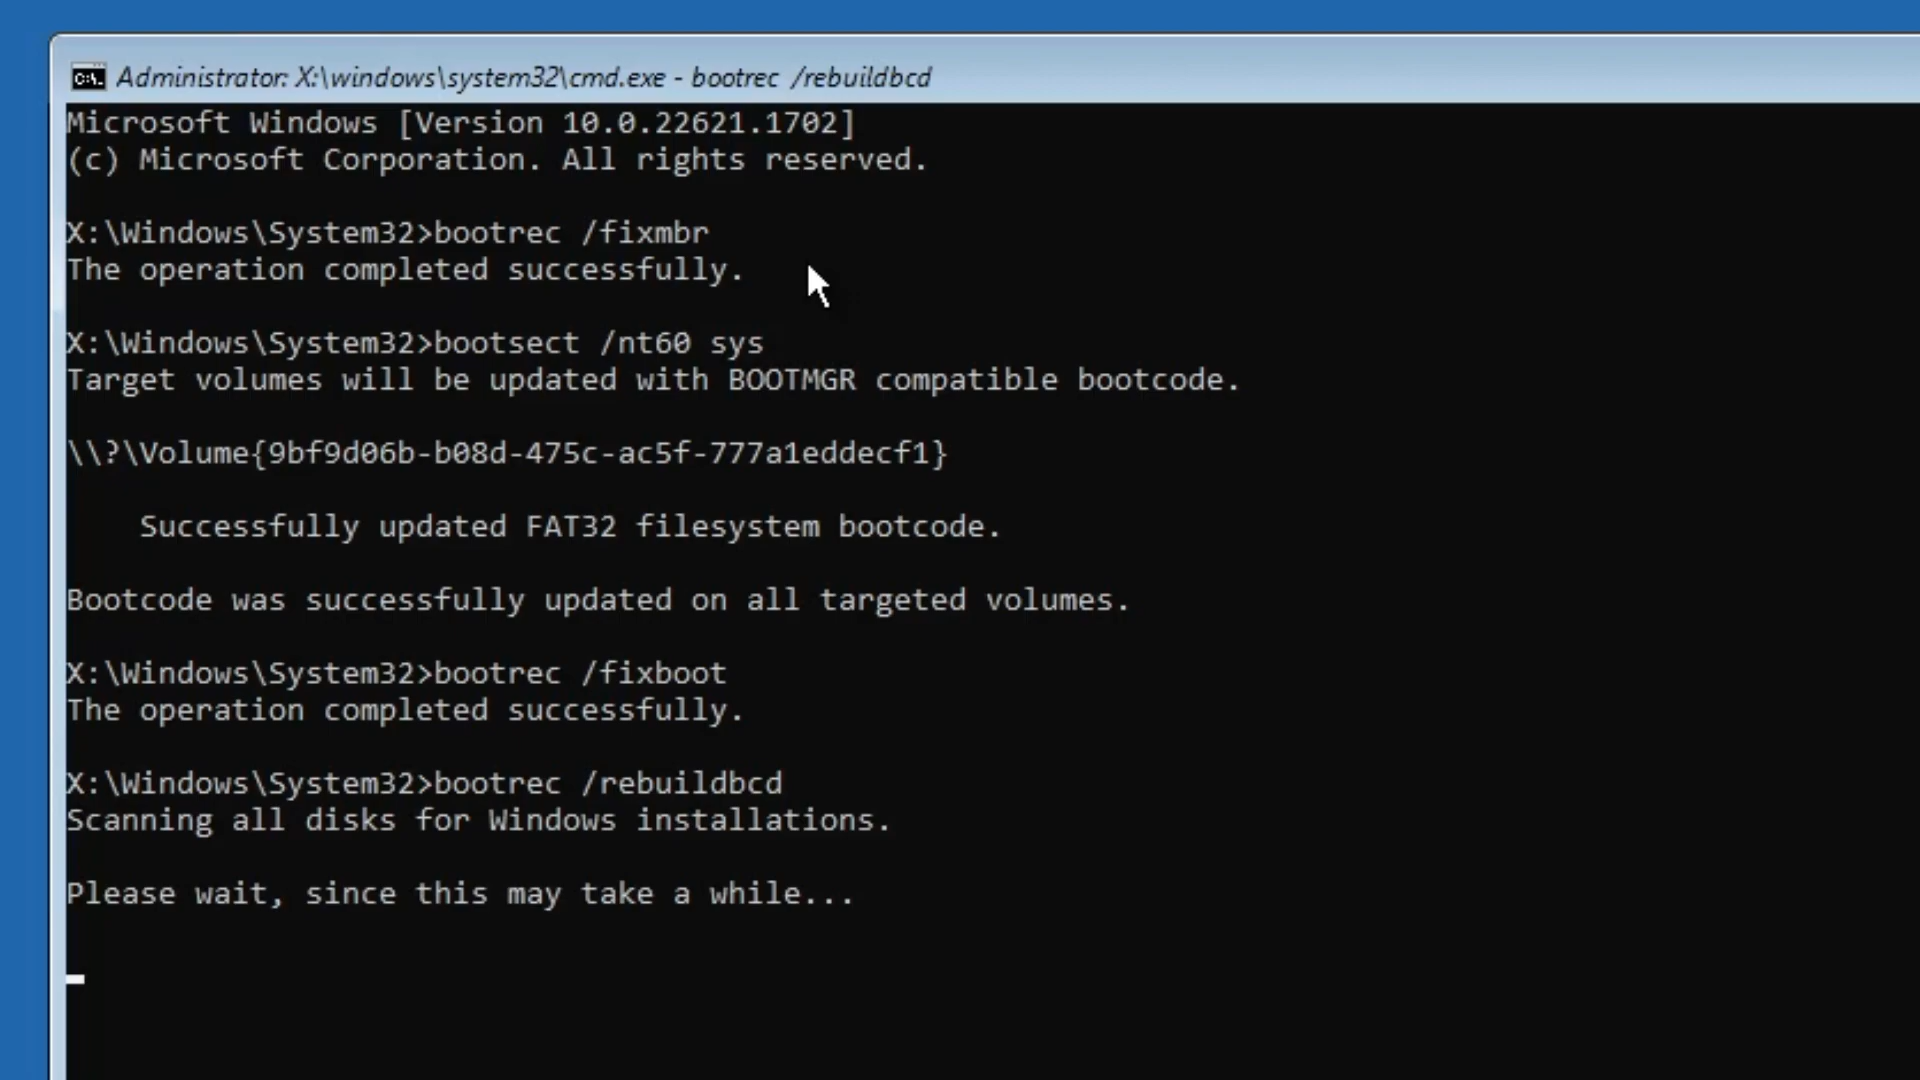 Administrator: X:\windows\system32\cmd.exe - bootrec /rebuildbcd
Microsoft Windows [Version 10.0.22621.1702]
(c) Microsoft Corporation. All rights reserved.
X:\Windows\System32>bootrec /fixmbr
The operation completed successfully.
X:\Windows\System32>bootsect /nt60 sys
Target volumes will be updated with BOOTMGR compatible bootcode.
\\?\Volume{9bf9d06b-b08d-475c-ac5f-777a1eddecf1}
Successfully updated FAT32 filesystem bootcode.
Bootcode was successfully updated on all targeted volumes.
X:\Windows\System32>bootrec /fixboot
The operation completed successfully.
X:\Windows\System32>bootrec /rebuildbcd
Scanning all disks for Windows installations.
Please wait, since this may take a while...